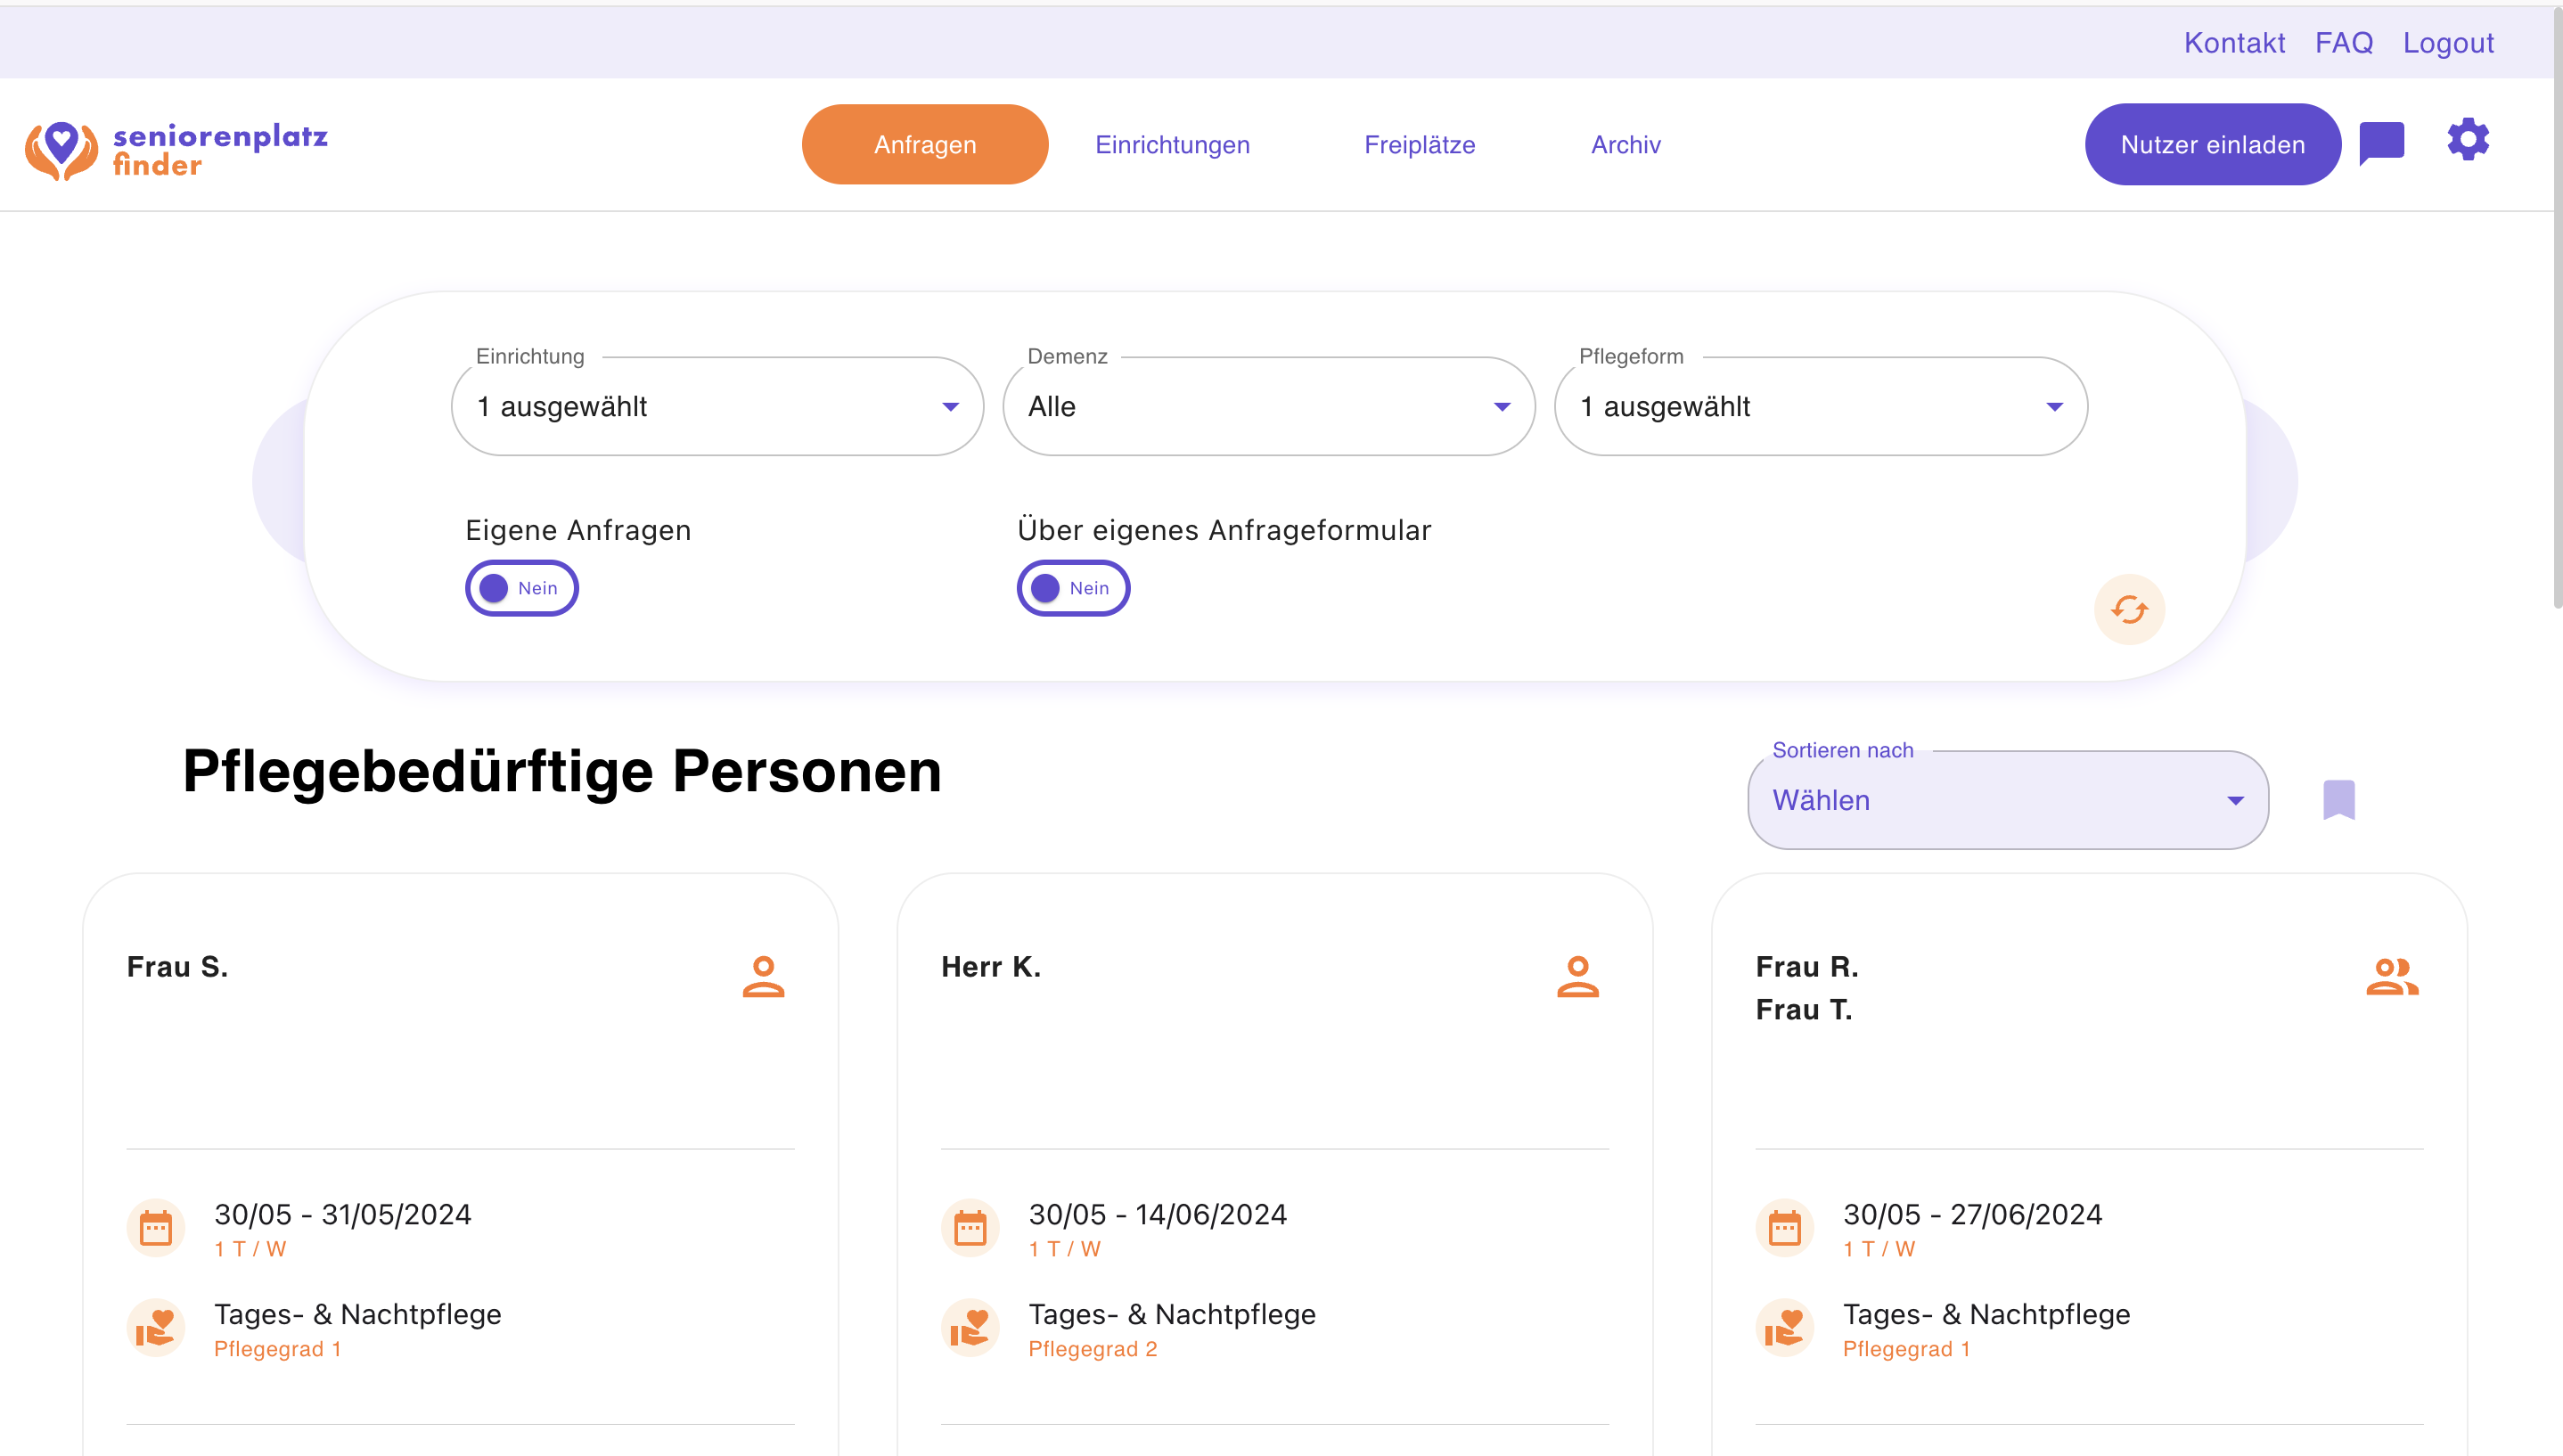 Kontakt FAQ Logout
seniorenplatz
finder
Anfragen Einrichtungen Freiplätze Archiv Nutzer einladen
Einrichtung Demenz Pflegeform
1 ausgewählt Alle 1 ausgewählt
Eigene Anfragen Über eigenes Anfrageformular
Nein Nein
Pflegebedürftige Personen
Sortieren nach
Wählen
Frau S.
30/05 - 31/05/2024
1 T / W
Tages- & Nachtpflege
Pflegegrad 1
Herr K.
30/05 - 14/06/2024
1 T / W
Tages- & Nachtpflege
Pflegegrad 2
Frau R.
Frau T.
30/05 - 27/06/2024
1 T / W
Tages- & Nachtpflege
Pflegegrad 1